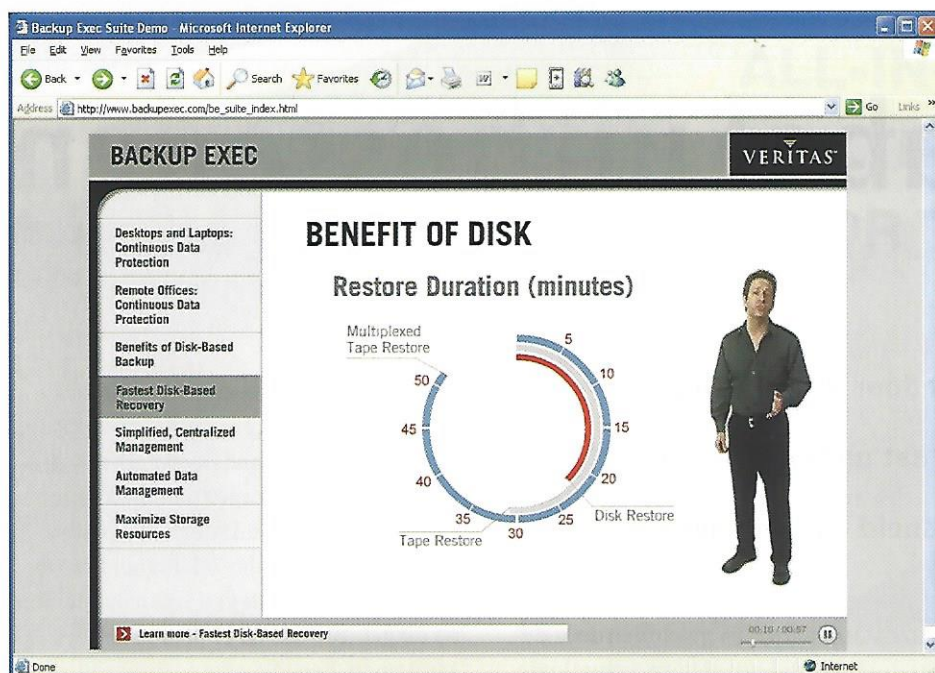 Backup Exec Suite Demo - Microsoft Internet Explorer
File Edit View Favorites Tools Help
Back Search Favorites
Address http://www.backupexec.com/be_suite_index.html Go Links »
BACKUP EXEC
VERITAS
Desktops and Laptops:
Continuous Data
Protection
Remote Offices:
Continuous Data
Protection
Benefits of Disk-Based
Backup
Fastest Disk-Based
Recovery
Simplified, Centralized
Management
Automated Data
Management
Maximize Storage
Resources
BENEFIT OF DISK
Restore Duration (minutes)
Multiplexed
Tape Restore
5
10
15
20
25
30
35
40
45
50
Disk Restore
Tape Restore
Learn more - Fastest Disk-Based Recovery
Done
Internet